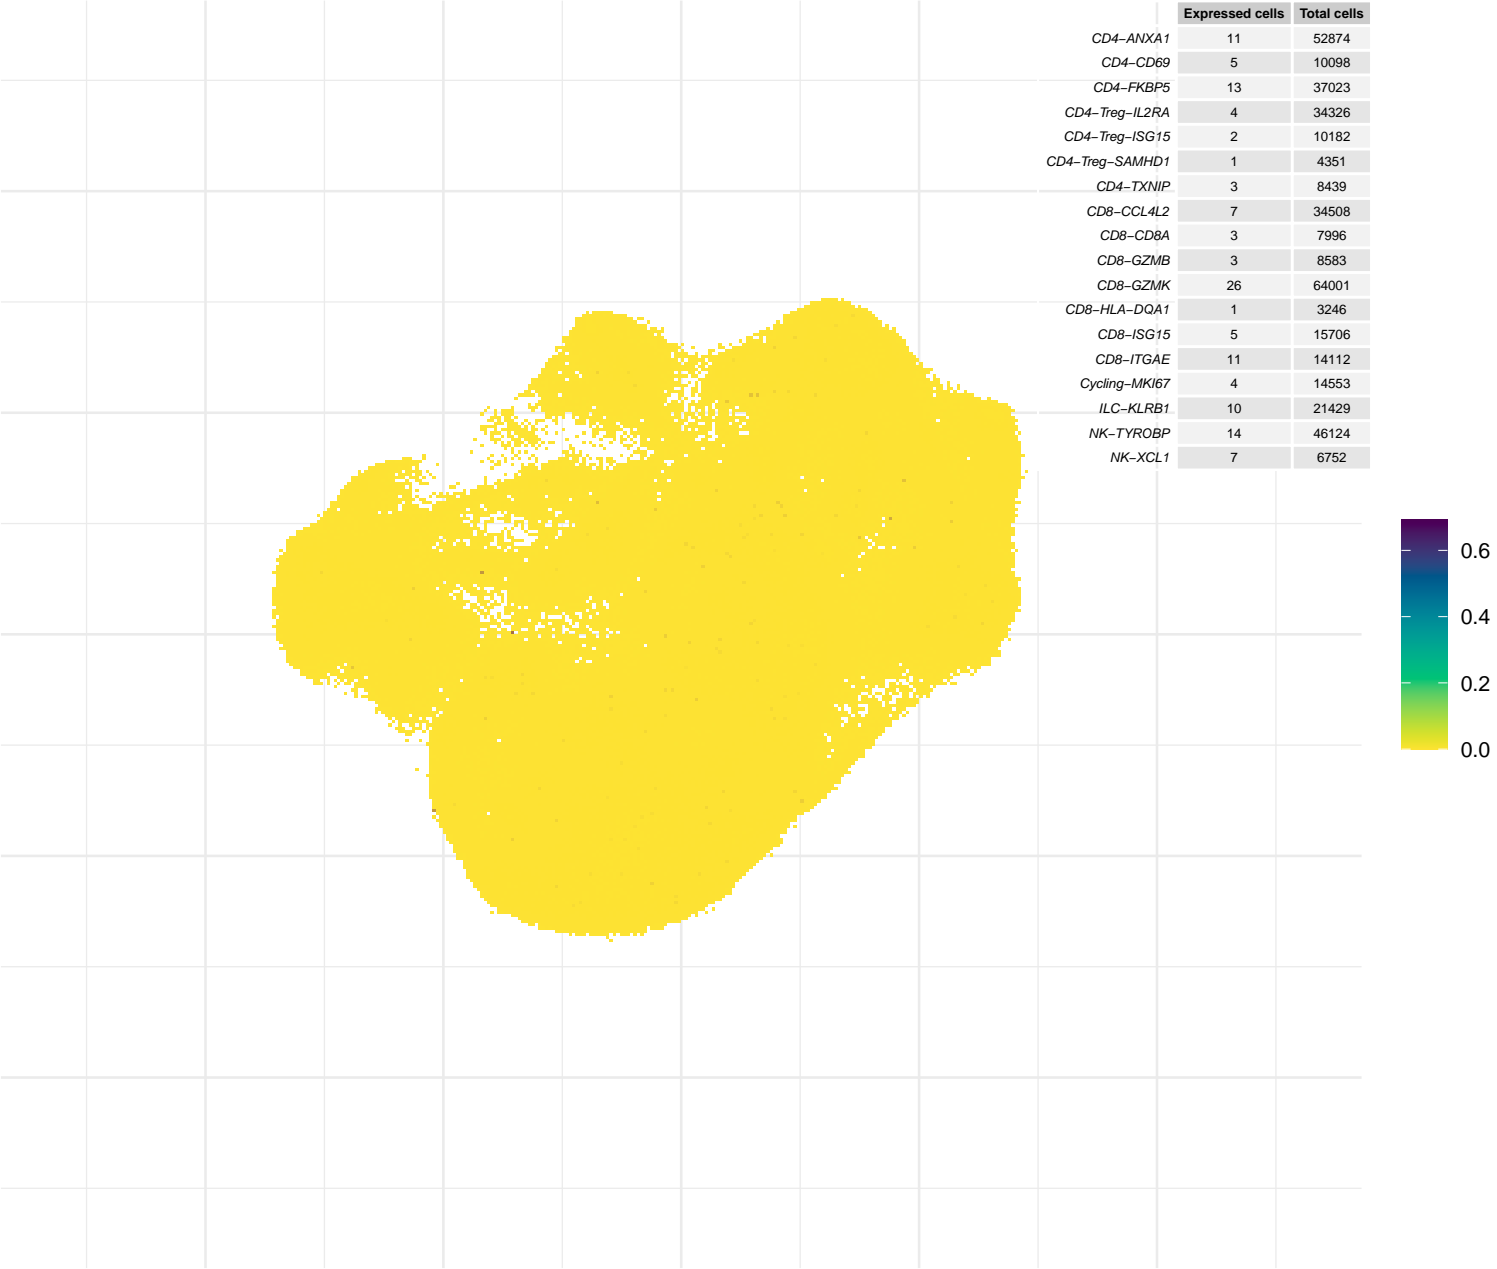 Expressed cells Total cells
CD4−ANXA1 11 52874
CD4−CD69 5 10098
CD4−FKBP5 13 37023
CD4−Treg−IL2RA 4 34326
CD4−Treg−ISG15 2 10182
CD4−Treg−SAMHD1 1 4351
CD4−TXNIP 3 8439
CD8−CCL4L2 7 34508
CD8−CD8A 3 7996
CD8−GZMB 3 8583
CD8−GZMK 26 64001
CD8−HLA−DQA1 1 3246
CD8−ISG15 5 15706
CD8−ITGAE 11 14112
Cycling−MKI67 4 14553
ILC−KLRB1 10 21429
NK−TYROBP 14 46124
NK−XCL1 7 6752
0.6
0.4
0.2
0.0